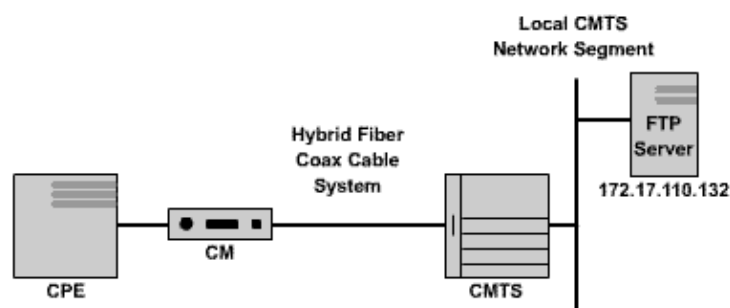 Local CMTS
Network Segment
FTP
Server
172.17.110.132
Hybrid Fiber
Coax Cable
System
CPE
CM
CMTS